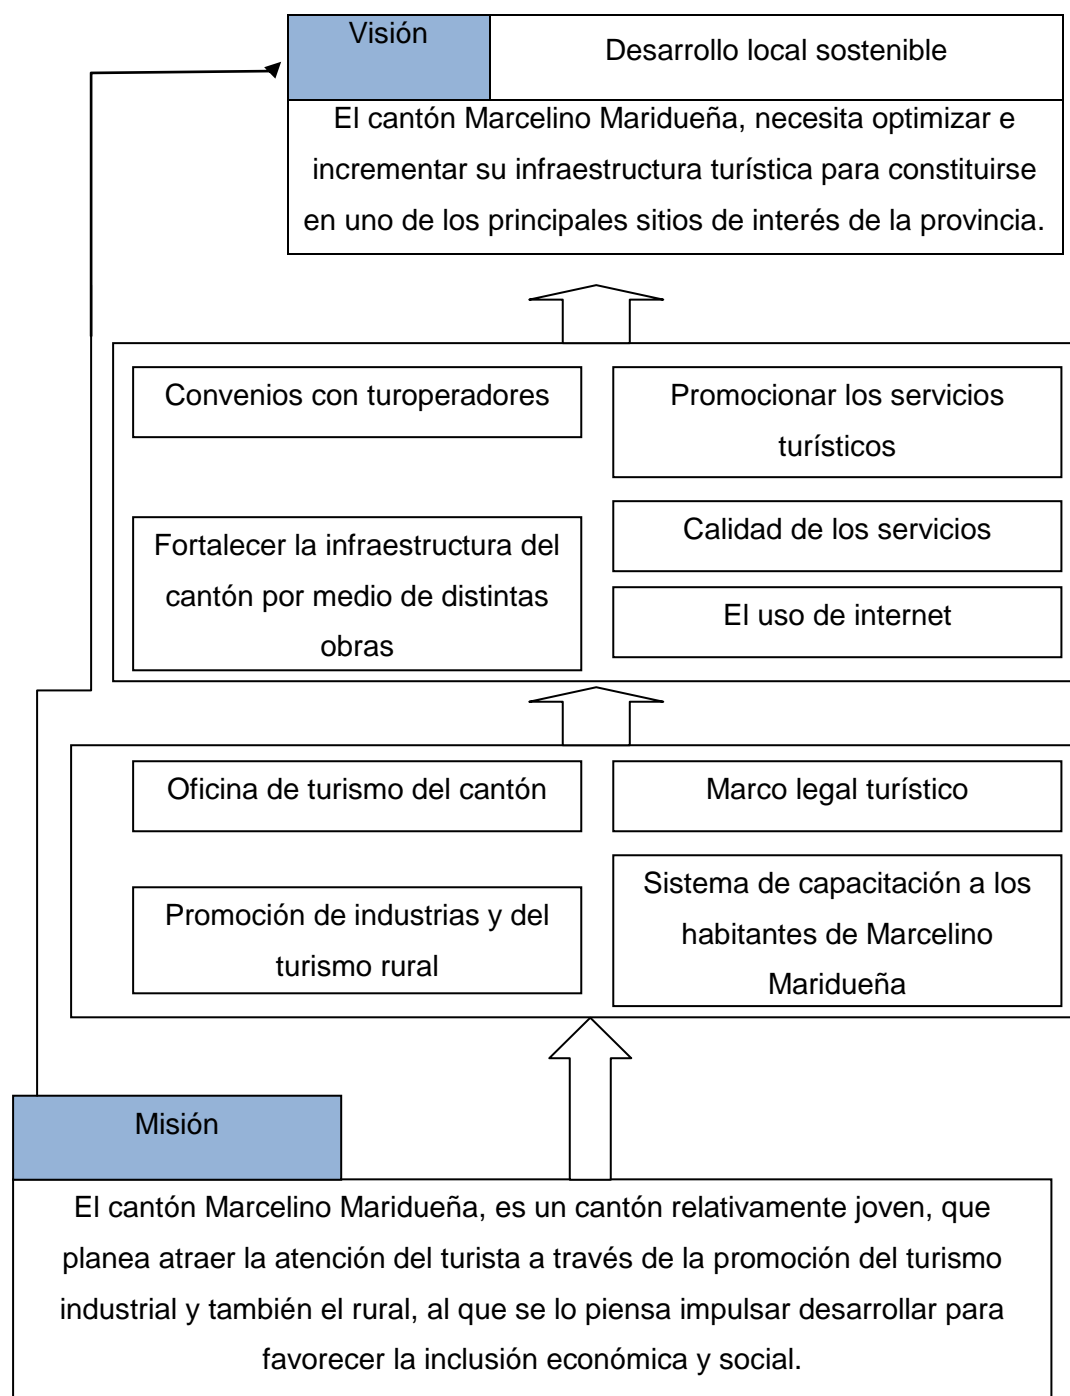 Visión
Desarrollo local sostenible
El cantón Marcelino Maridueña, necesita optimizar e
incrementar su infraestructura turística para constituirse
en uno de los principales sitios de interés de la provincia.
Convenios con turoperadores
Promocionar los servicios
turísticos
Fortalecer la infraestructura del
cantón por medio de distintas
obras
Calidad de los servicios
El uso de internet
Oficina de turismo del cantón
Marco legal turístico
Promoción de industrias y del
turismo rural
Sistema de capacitación a los
habitantes de Marcelino
Maridueña
Misión
El cantón Marcelino Maridueña, es un cantón relativamente joven, que
planea atraer la atención del turista a través de la promoción del turismo
industrial y también el rural, al que se lo piensa impulsar desarrollar para
favorecer la inclusión económica y social.